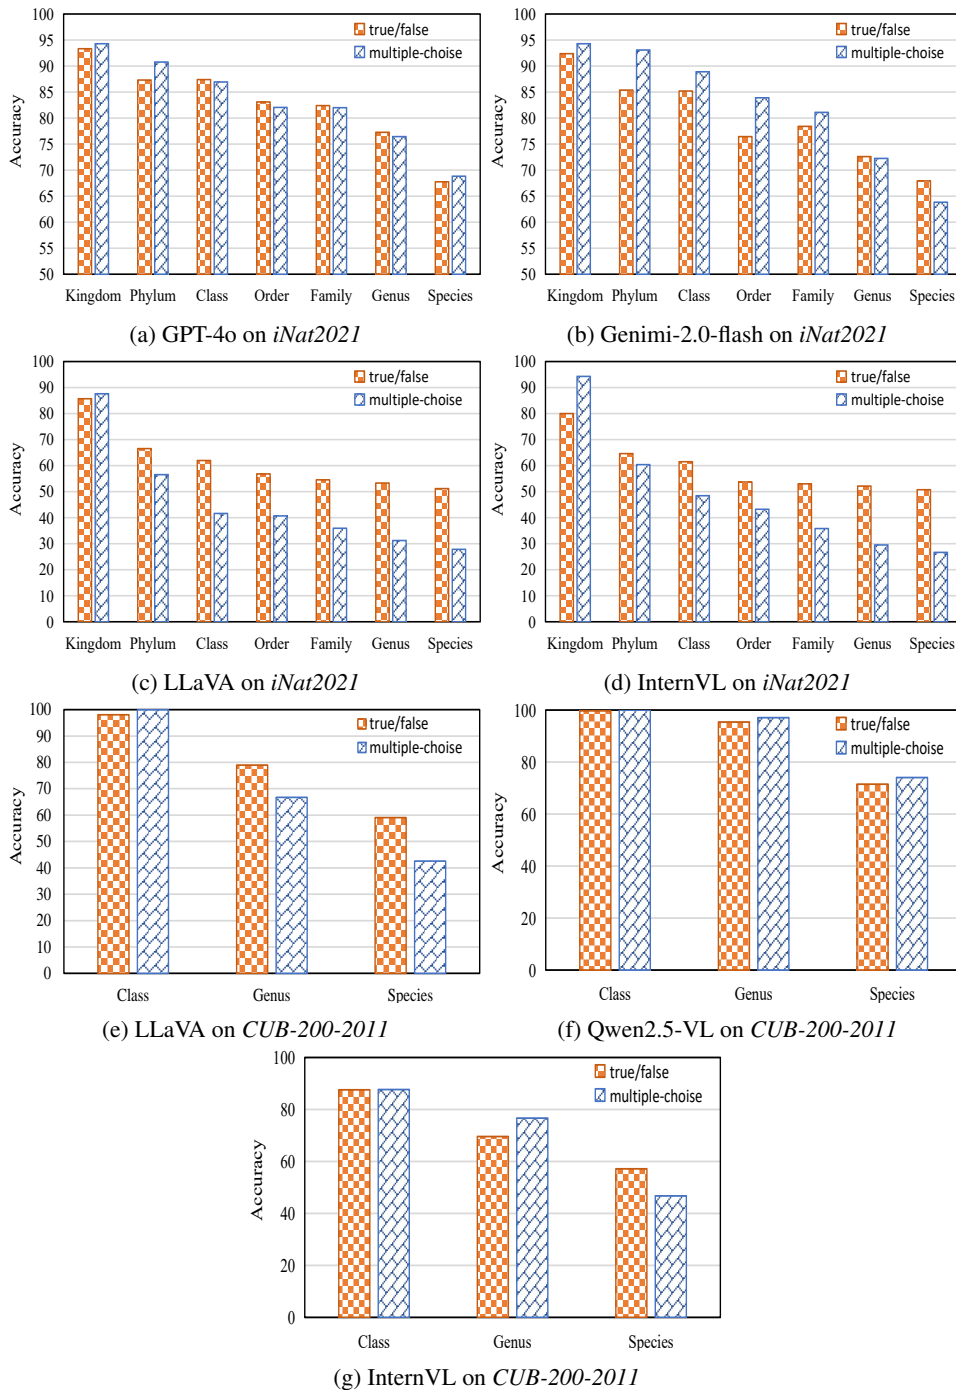 100
95
90
85
80
75
70
65
60
55
50
Accuracy
true/false
multiple-choise
Kingdom Phylum Class Order Family Genus Species
(a) GPT-4o on iNat2021
100
95
90
85
80
75
70
65
60
55
50
Accuracy
true/false
multiple-choise
Kingdom Phylum Class Order Family Genus Species
(b) Genimi-2.0-flash on iNat2021
100
90
80
70
60
50
40
30
20
10
0
Accuracy
true/false
multiple-choise
Kingdom Phylum Class Order Family Genus Species
(c) LLaVA on iNat2021
100
90
80
70
60
50
40
30
20
10
0
Accuracy
true/false
multiple-choise
Kingdom Phylum Class Order Family Genus Species
(d) InternVL on iNat2021
100
90
80
70
60
50
40
30
20
10
0
Accuracy
true/false
multiple-choise
Class Genus Species
(e) LLaVA on CUB-200-2011
100
80
60
40
20
0
Accuracy
true/false
multiple-choise
Class Genus Species
(f) Qwen2.5-VL on CUB-200-2011
100
80
60
40
20
0
Accuracy
true/false
multiple-choise
Class Genus Species
(g) InternVL on CUB-200-2011